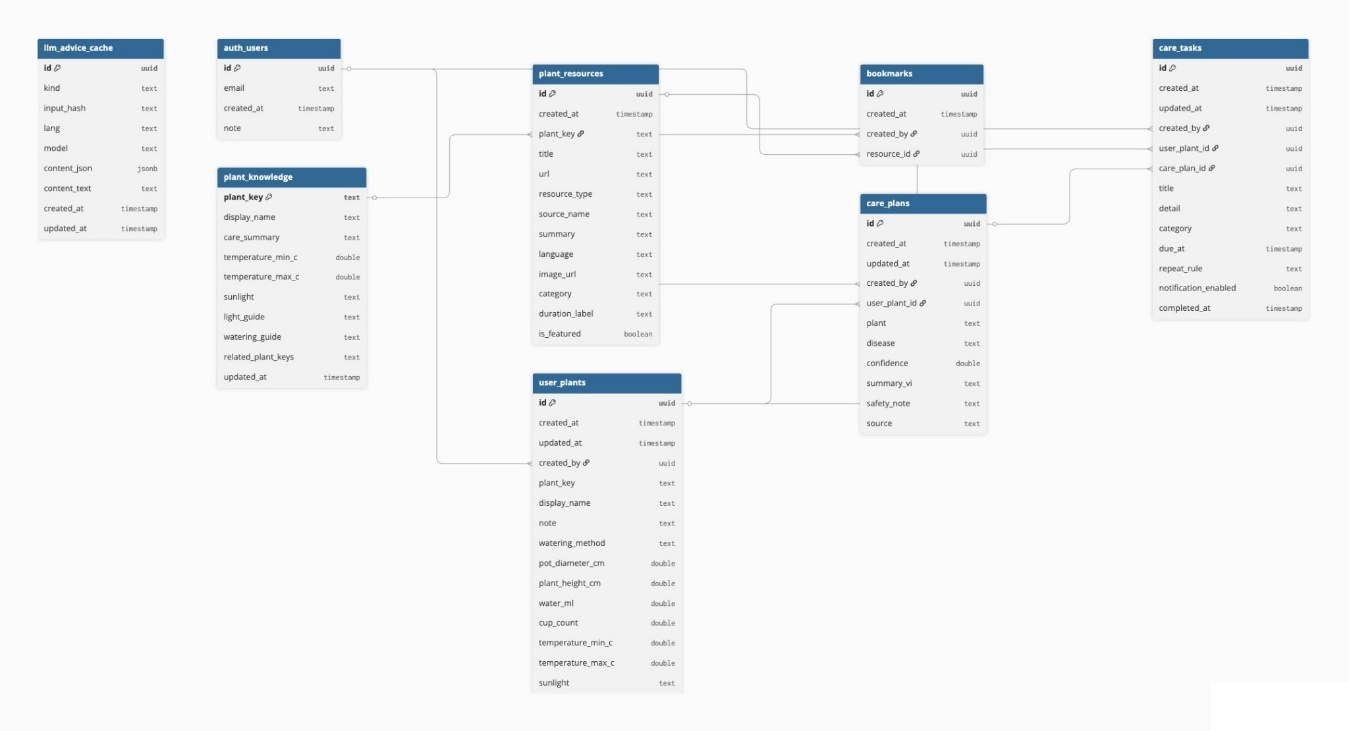 llm_advice_cache
id uuid
kind text
input_hash text
lang text
model text
content_json jsonb
content_text text
created_at timestamp
updated_at timestamp
auth_users
id uuid
email text
created_at timestamp
note text
plant_knowledge
plant_key text
display_name text
care_summary text
temperature_min_c double
temperature_max_c double
sunlight text
light_guide text
watering_guide text
related_plant_keys text
updated_at timestamp
plant_resources
id uuid
created_at timestamp
plant_key text
title text
url text
resource_type text
source_name text
summary text
language text
image_url text
category text
duration_label text
is_featured boolean
user_plants
id uuid
created_at timestamp
updated_at timestamp
created_by uuid
plant_key text
display_name text
note text
watering_method text
pot_diameter_cm double
plant_height_cm double
water_ml double
cup_count double
temperature_min_c double
temperature_max_c double
sunlight text
bookmarks
id uuid
created_at timestamp
created_by uuid
resource_id uuid
care_plans
id uuid
created_at timestamp
updated_at timestamp
created_by uuid
user_plant_id uuid
plant text
disease text
confidence double
summary_vi text
safety_note text
source text
care_tasks
id uuid
created_at timestamp
updated_at timestamp
created_by uuid
user_plant_id uuid
care_plan_id uuid
title text
detail text
category text
due_at timestamp
repeat_rule text
notification_enabled boolean
completed_at timestamp